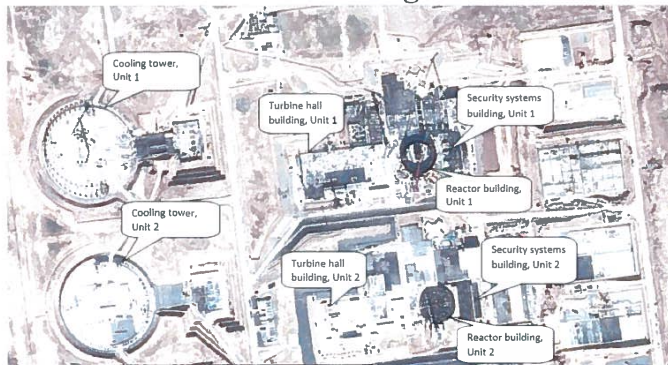 Cooling tower,
Unit 1
Turbine hall
building, Unit 1
Security systems
building, Unit 1
Reactor building,
Unit 1
Cooling tower,
Unit 2
Turbine hall
building, Unit 2
Security systems
building, Unit 2
Reactor building,
Unit 2